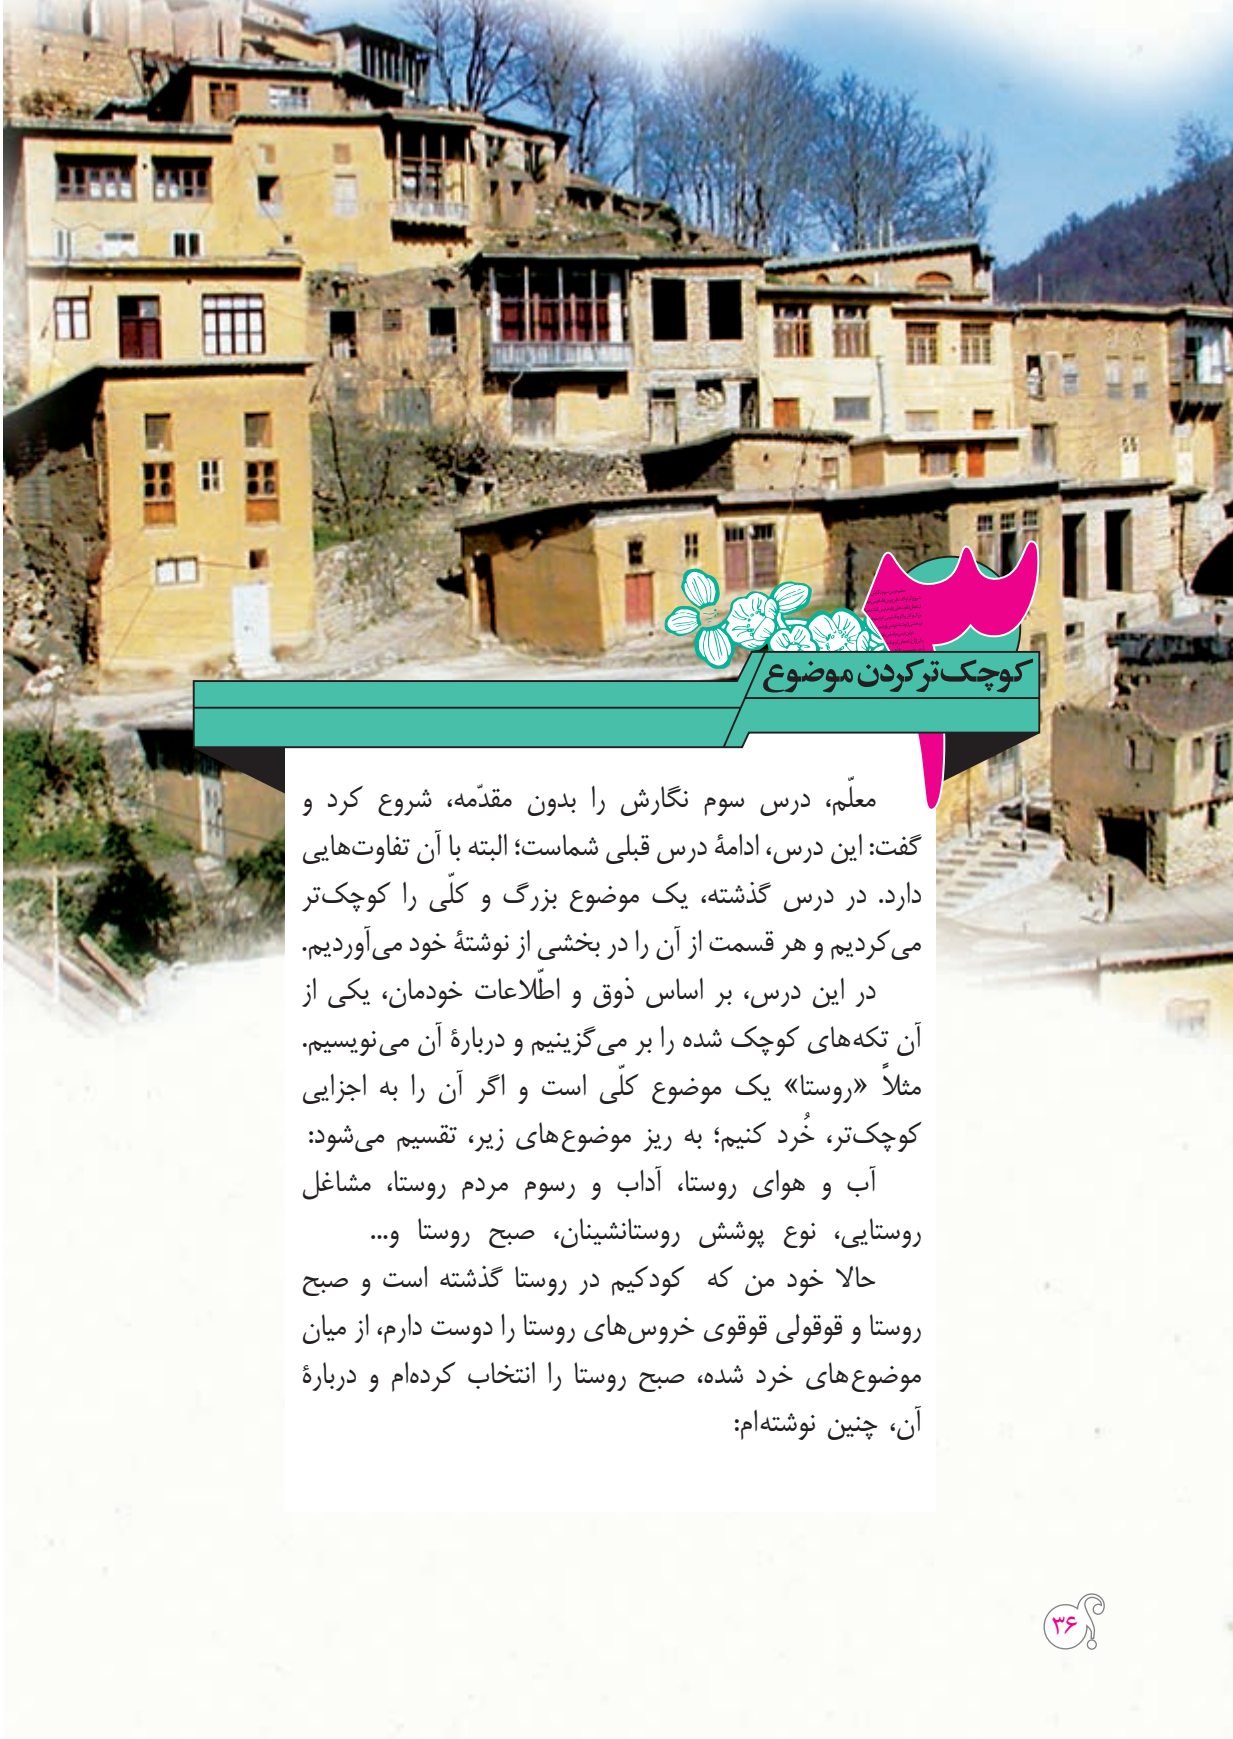 ۳
کوچک‌تر کردن موضوع
معلّم، درس سوم نگارش را بدون مقدّمه، شروع کرد و
گفت: این درس، ادامهٔ درس قبلی شماست؛ البته با آن تفاوت‌هایی
دارد. در درس گذشته، یک موضوع بزرگ و کلّی را کوچک‌تر
می‌کردیم و هر قسمت از آن را در بخشی از نوشتهٔ خود می‌آوردیم.
در این درس، بر اساس ذوق و اطّلاعات خودمان، یکی از
آن تکه‌های کوچک شده را بر می‌گزینیم و دربارهٔ آن می‌نویسیم.
مثلاً «روستا» یک موضوع کلّی است و اگر آن را به اجزایی
کوچک‌تر، خُرد کنیم؛ به ریز موضوع‌های زیر، تقسیم می‌شود:
آب و هوای روستا، آداب و رسوم مردم روستا، مشاغل
روستایی، نوع پوشش روستانشینان، صبح روستا و...
حالا خود من که کودکیم در روستا گذشته است و صبح
روستا و قوقولی قوقوی خروس‌های روستا را دوست دارم، از میان
موضوع‌های خرد شده، صبح روستا را انتخاب کرده‌ام و دربارهٔ
آن، چنین نوشته‌ام:
۳۶